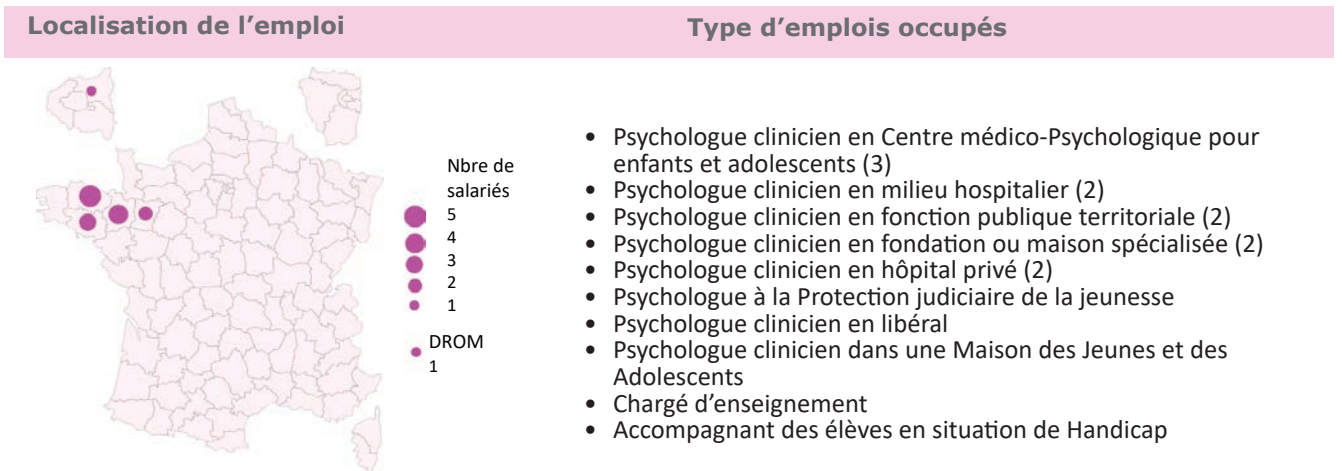 Localisation de l’emploi
Type d’emplois occupés
Nbre de
salariés
5
4
3
2
1
DROM
1
• Psychologue clinicien en Centre médico-Psychologique pour
enfants et adolescents (3)
• Psychologue clinicien en milieu hospitalier (2)
• Psychologue clinicien en fonction publique territoriale (2)
• Psychologue clinicien en fondation ou maison spécialisée (2)
• Psychologue clinicien en hôpital privé (2)
• Psychologue à la Protection judiciaire de la jeunesse
• Psychologue clinicien en libéral
• Psychologue clinicien dans une Maison des Jeunes et des
Adolescents
• Chargé d’enseignement
• Accompagnant des élèves en situation de Handicap